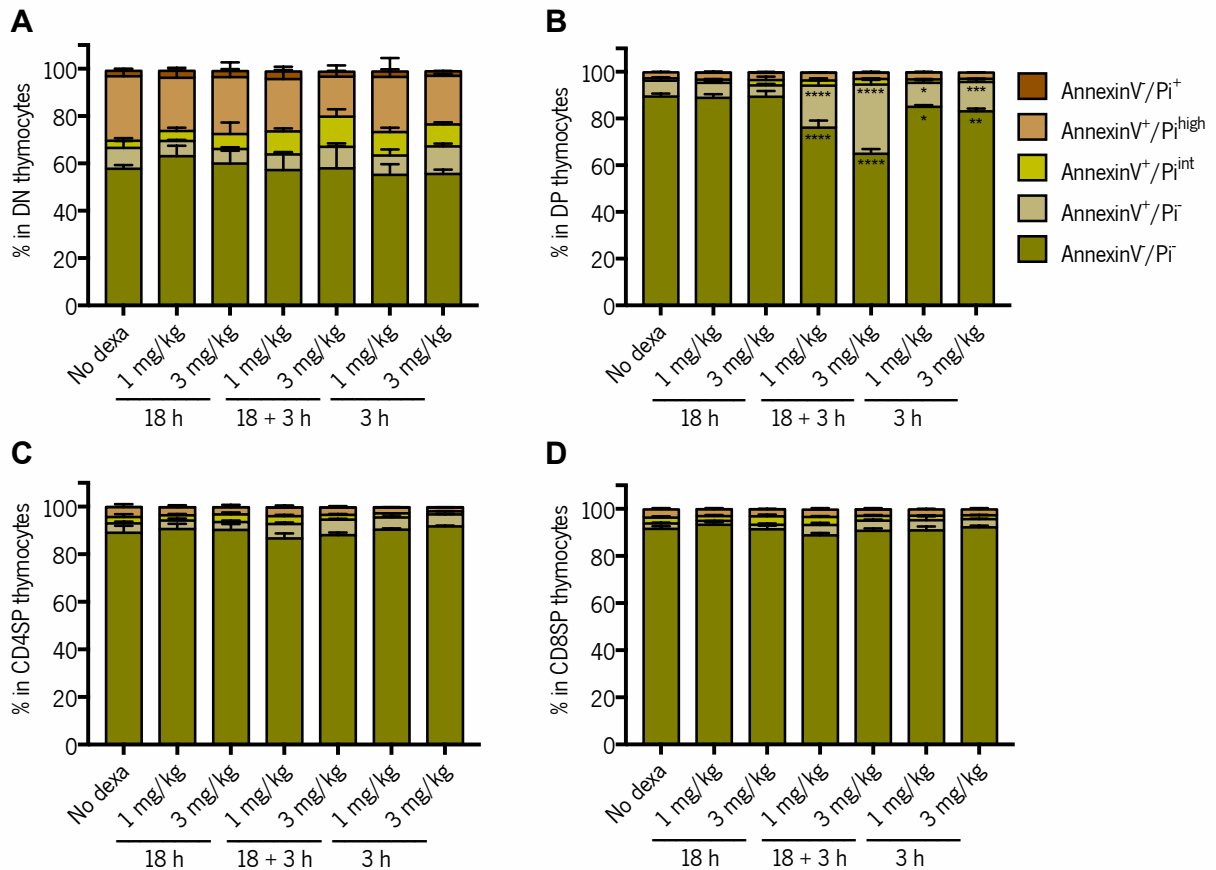 A
% in DN thymocytes
100
80
60
40
20
0
No dexa
1 mg/kg
3 mg/kg
1 mg/kg
3 mg/kg
1 mg/kg
3 mg/kg
18 h
18 + 3 h
3 h
B
% in DP thymocytes
100
80
60
40
20
0
****
****
****
****
*
*
***
**
No dexa
1 mg/kg
3 mg/kg
1 mg/kg
3 mg/kg
1 mg/kg
3 mg/kg
18 h
18 + 3 h
3 h
AnnexinV⁻/Pi⁺
AnnexinV⁺/Pi^high
AnnexinV⁺/Pi^int
AnnexinV⁺/Pi⁻
AnnexinV⁻/Pi⁻
C
% in CD4SP thymocytes
100
80
60
40
20
0
No dexa
1 mg/kg
3 mg/kg
1 mg/kg
3 mg/kg
1 mg/kg
3 mg/kg
18 h
18 + 3 h
3 h
D
% in CD8SP thymocytes
100
80
60
40
20
0
No dexa
1 mg/kg
3 mg/kg
1 mg/kg
3 mg/kg
1 mg/kg
3 mg/kg
18 h
18 + 3 h
3 h